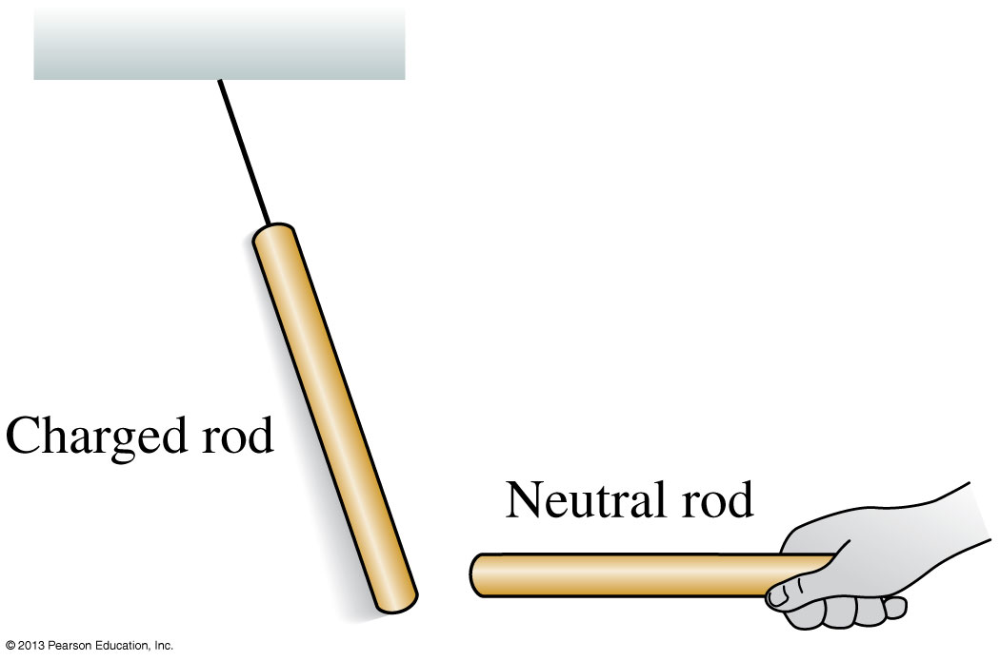 Charged rod
Neutral rod
© 2013 Pearson Education, Inc.